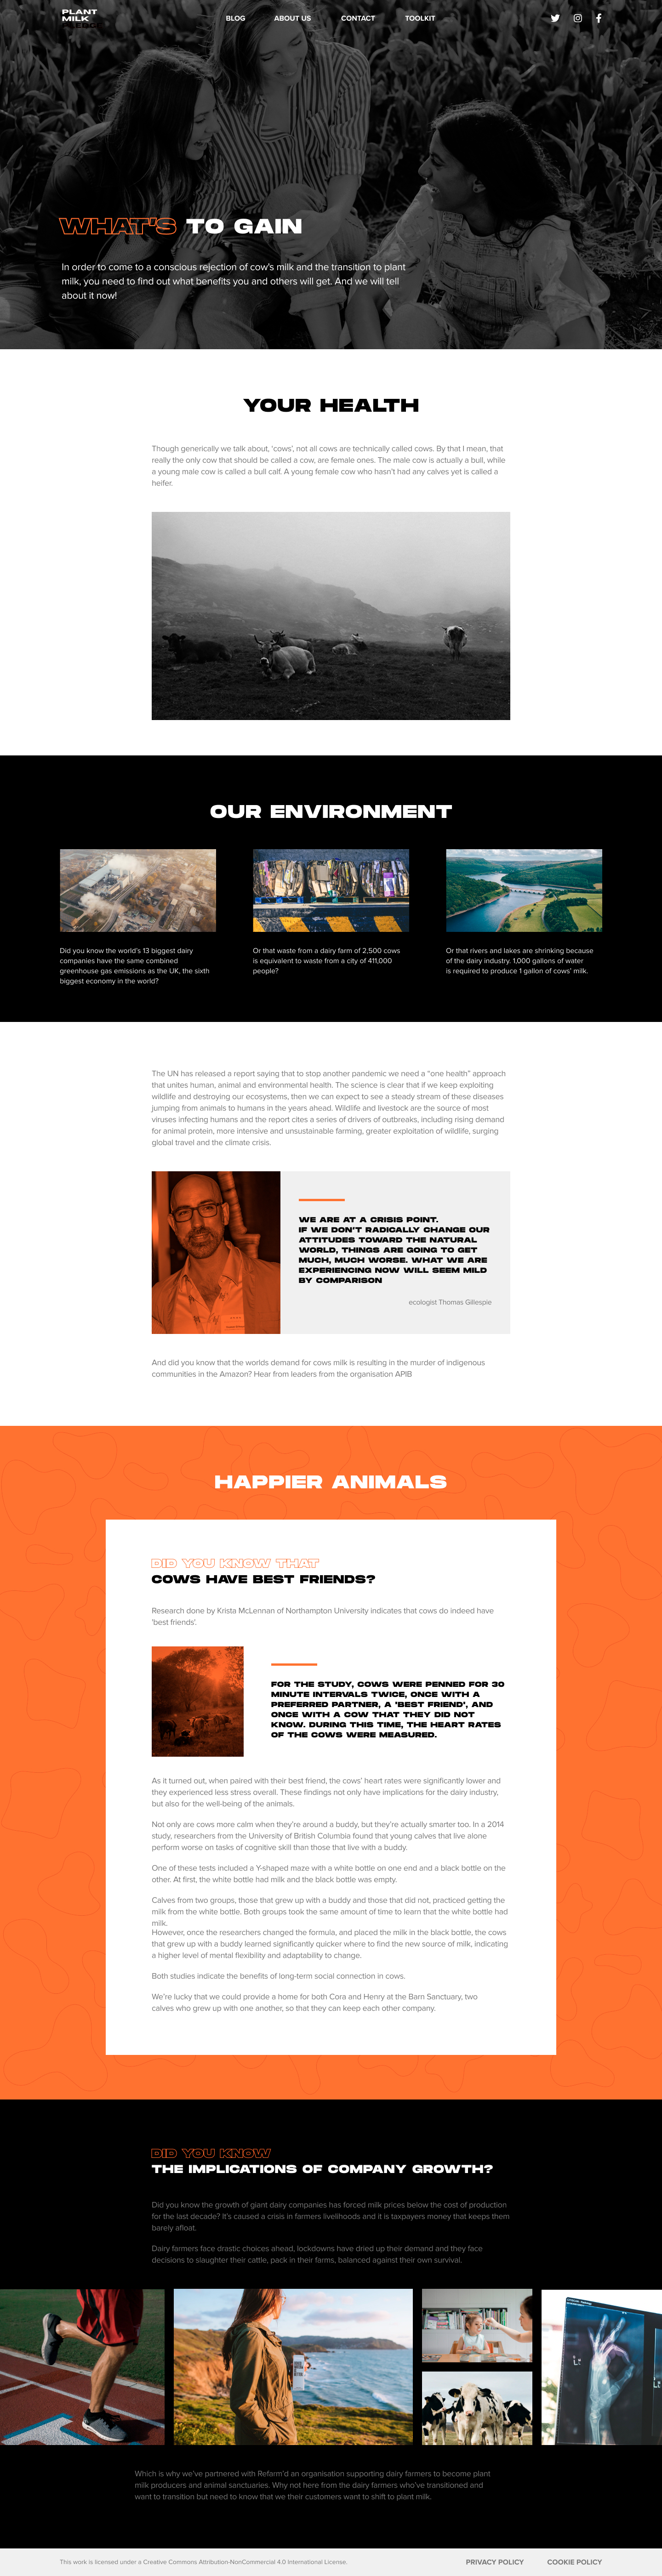 PLANT
MILK
BLOG
ABOUT US
CONTACT
TOOLKIT
WHAT'S TO GAIN
In order to come to a conscious rejection of cow's milk and the transition to plant
milk, you need to find out what benefits you and others will get. And we will tell
about it now!
YOUR HEALTH
Though generically we talk about, 'cows', not all cows are technically called cows. By that I mean, that
really the only cow that should be called a cow, are female ones. The male cow is actually a bull, while
a young male cow is called a bull calf. A young female cow who hasn't had any calves yet is called a
heifer.
OUR ENVIRONMENT
Did you know the world's 13 biggest dairy
companies have the same combined
greenhouse gas emissions as the UK, the sixth
biggest economy in the world?
Or that waste from a dairy farm of 2,500 cows
is equivalent to waste from a city of 411,000
people?
Or that rivers and lakes are shrinking because
of the dairy industry. 1,000 gallons of water
is required to produce 1 gallon of cows' milk.
The UN has released a report saying that to stop another pandemic we need a "one health" approach
that unites human, animal and environmental health. The science is clear that if we keep exploiting
wildlife and destroying our ecosystems, then we can expect to see a steady stream of these diseases
jumping from animals to humans in the years ahead. Wildlife and livestock are the source of most
viruses infecting humans and the report cites a series of drivers of outbreaks, including rising demand
for animal protein, more intensive and unsustainable farming, greater exploitation of wildlife, surging
global travel and the climate crisis.
WE ARE AT A CRISIS POINT.
IF WE DON'T RADICALLY CHANGE OUR
ATTITUDES TOWARD THE NATURAL
WORLD, THINGS ARE GOING TO GET
MUCH, MUCH WORSE. WHAT WE ARE
EXPERIENCING NOW WILL SEEM MILD
BY COMPARISON
ecologist Thomas Gillespie
And did you know that the worlds demand for cows milk is resulting in the murder of indigenous
communities in the Amazon? Hear from leaders from the organisation APIB
HAPPIER ANIMALS
DID YOU KNOW THAT
COWS HAVE BEST FRIENDS?
Research done by Krista McLennan of Northampton University indicates that cows do indeed have
'best friends'.
FOR THE STUDY, COWS WERE PENNED FOR 30
MINUTE INTERVALS TWICE, ONCE WITH A
PREFERRED PARTNER, A 'BEST FRIEND', AND
ONCE WITH A COW THAT THEY DID NOT
KNOW. DURING THIS TIME, THE HEART RATES
OF THE COWS WERE MEASURED.
As it turned out, when paired with their best friend, the cows' heart rates were significantly lower and
they experienced less stress overall. These findings not only have implications for the dairy industry,
but also for the well-being of the animals.
Not only are cows more calm when they're around a buddy, but they're actually smarter too. In a 2014
study, researchers from the University of British Columbia found that young calves that live alone
perform worse on tasks of cognitive skill than those that live with a buddy.
One of these tests included a Y-shaped maze with a white bottle on one end and a black bottle on the
other. At first, the white bottle had milk and the black bottle was empty.
Calves from two groups, those that grew up with a buddy and those that did not, practiced getting the
milk from the white bottle. Both groups took the same amount of time to learn that the white bottle had
milk.
However, once the researchers changed the formula, and placed the milk in the black bottle, the cows
that grew up with a buddy learned significantly quicker where to find the new source of milk, indicating
a higher level of mental flexibility and adaptability to change.
Both studies indicate the benefits of long-term social connection in cows.
We're lucky that we could provide a home for both Cora and Henry at the Barn Sanctuary, two
calves who grew up with one another, so that they can keep each other company.
DID YOU KNOW
THE IMPLICATIONS OF COMPANY GROWTH?
Did you know the growth of giant dairy companies has forced milk prices below the cost of production
for the last decade? It's caused a crisis in farmers livelihoods and it is taxpayers money that keeps them
barely afloat.
Dairy farmers face drastic choices ahead, lockdowns have dried up their demand and they face
decisions to slaughter their cattle, pack in their farms, balanced against their own survival.
Which is why we've partnered with Refarm'd an organisation supporting dairy farmers to become plant
milk producers and animal sanctuaries. Why not here from the dairy farmers who've transitioned and
want to transition but need to know that we their customers want to shift to plant milk.
This work is licensed under a Creative Commons Attribution-NonCommercial 4.0 International License.
PRIVACY POLICY
COOKIE POLICY